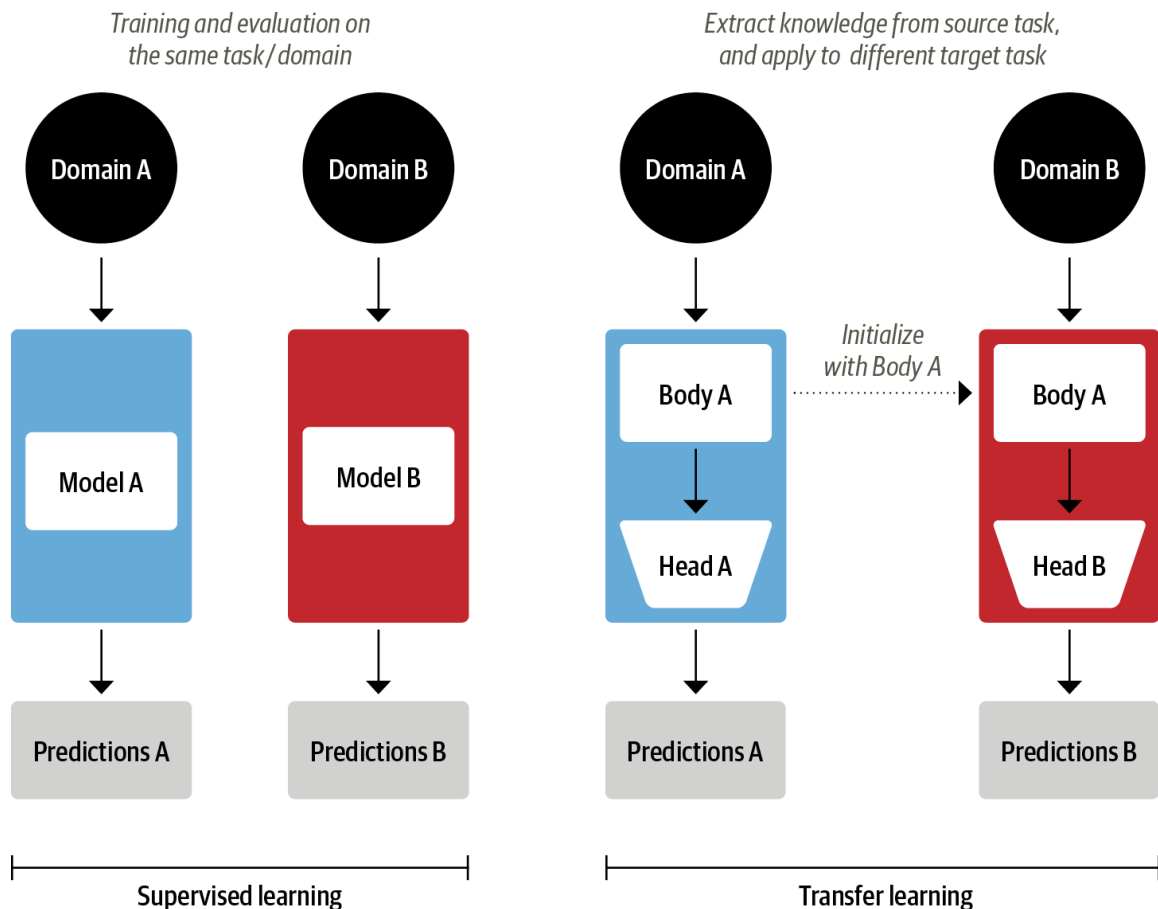 Training and evaluation on
the same task/domain
Extract knowledge from source task,
and apply to different target task
Domain A
Domain B
Domain A
Domain B
Initialize
with Body A
Body A
Body A
Model A
Model B
Head A
Head B
Predictions A
Predictions B
Predictions A
Predictions B
Supervised learning
Transfer learning